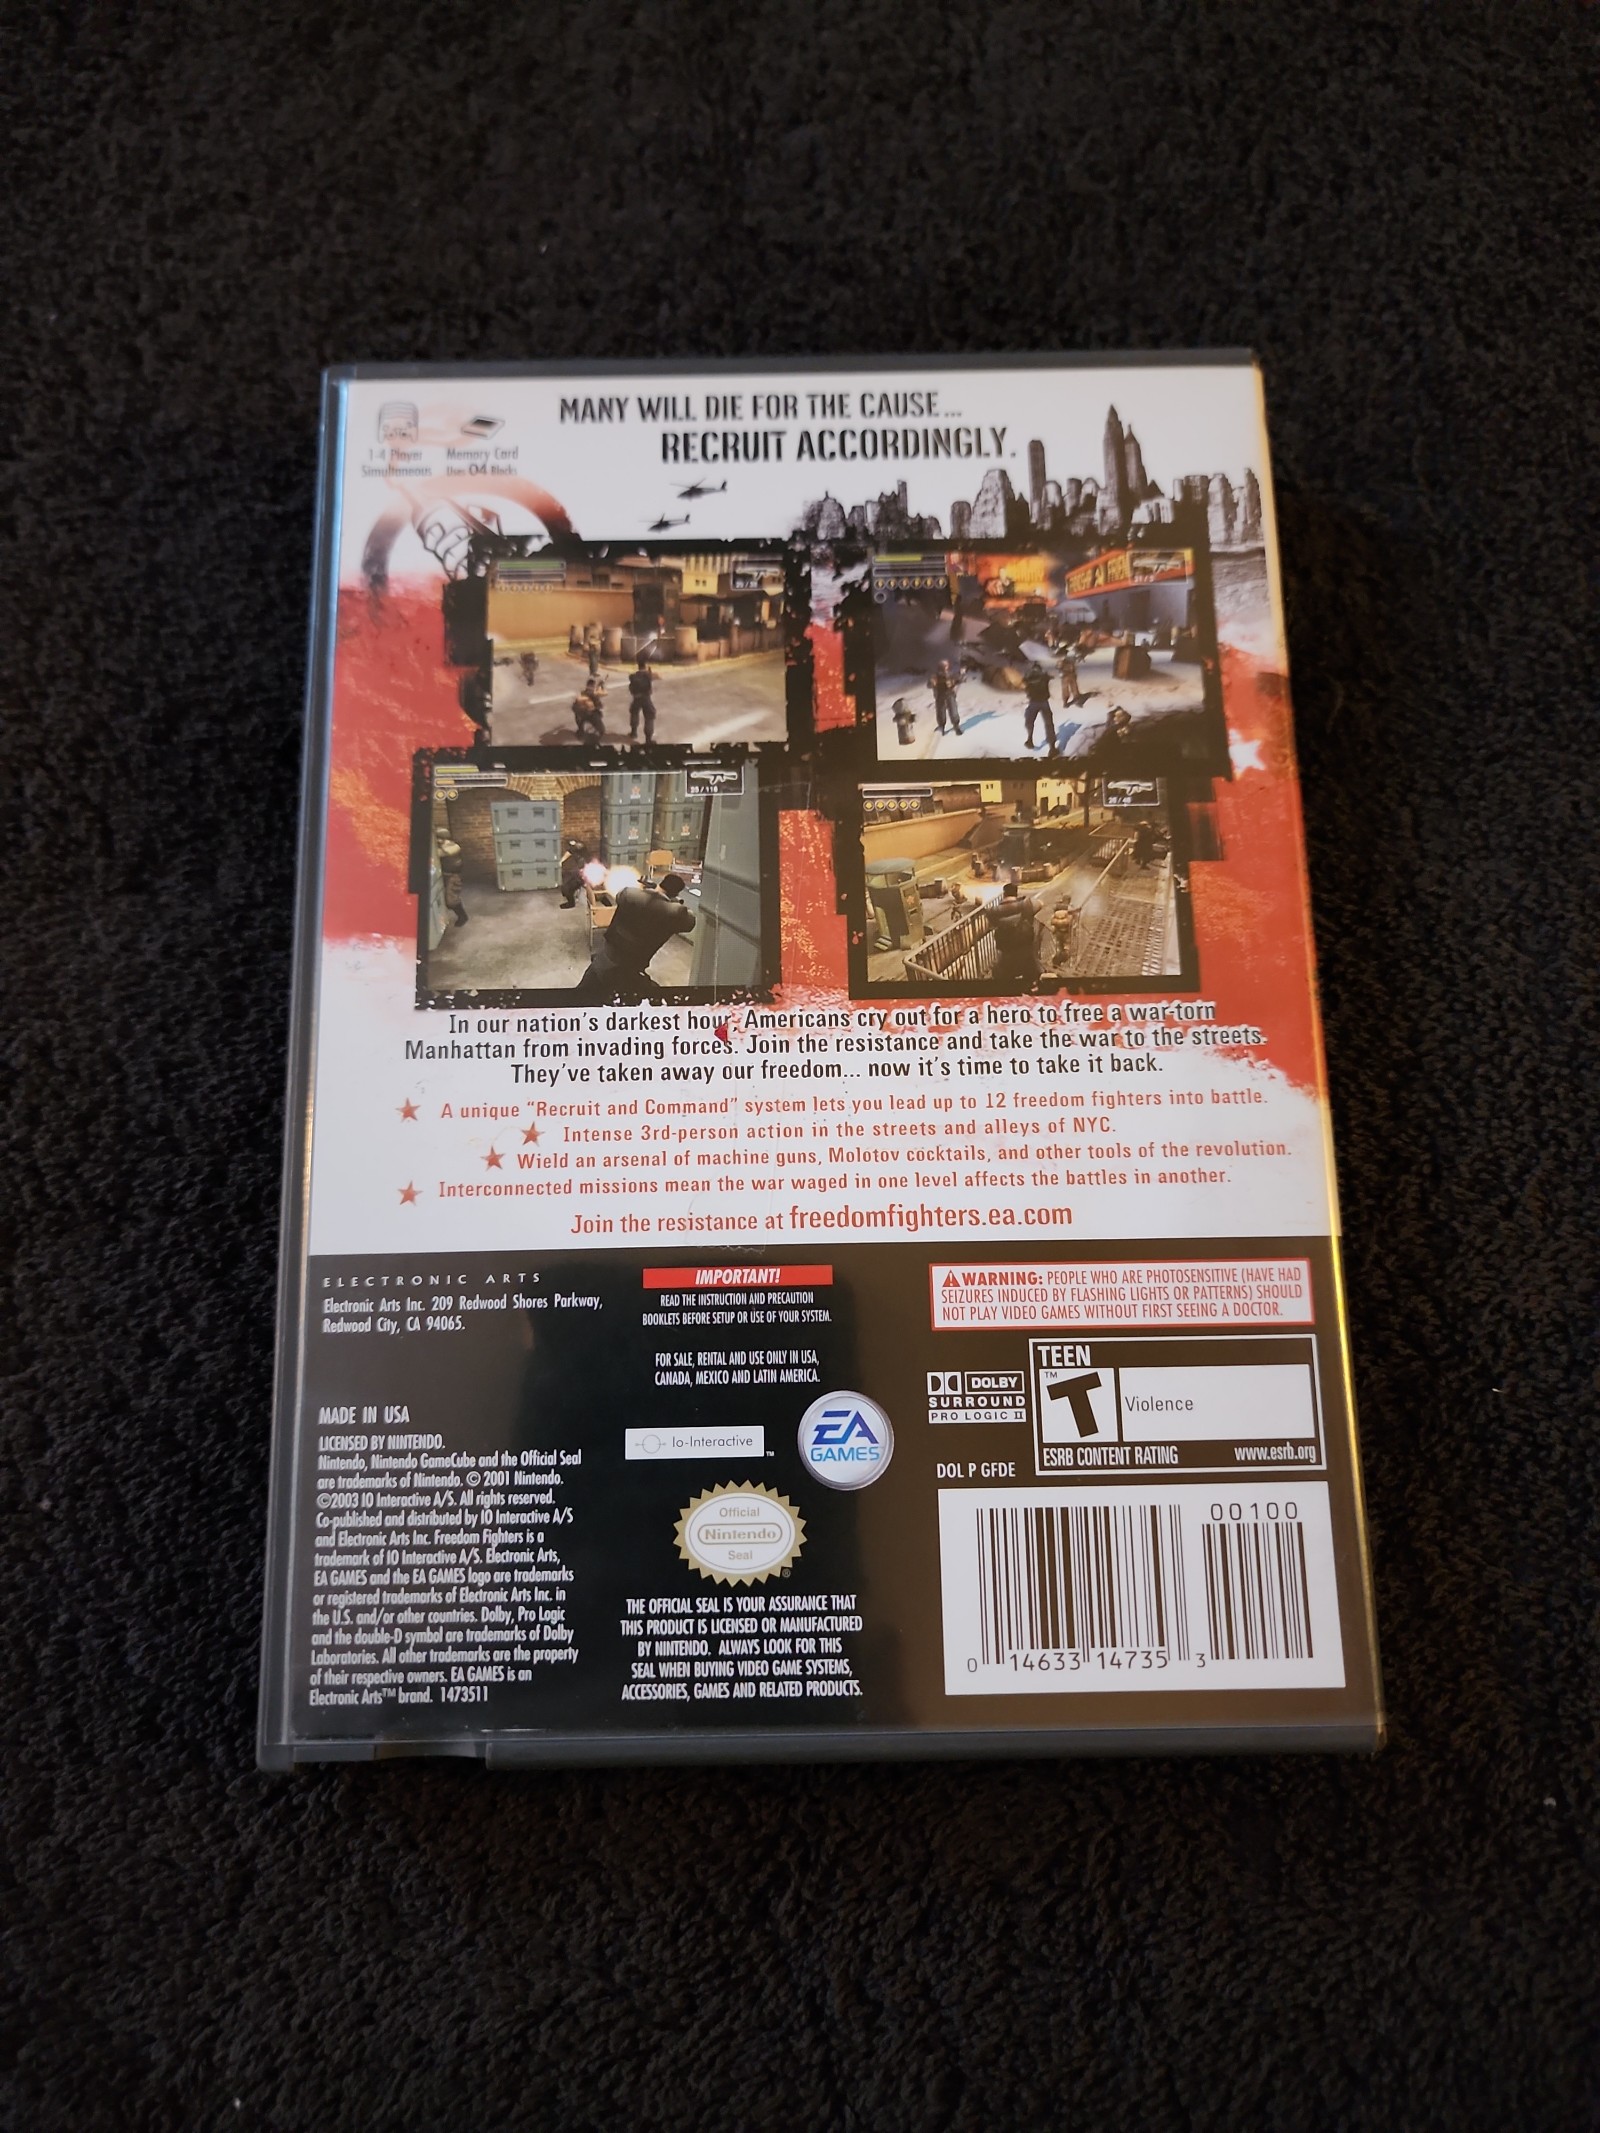 MANY WILL DIE FOR THE CAUSE...
RECRUIT ACCORDINGLY.
1-4 Player
Simultaneous
Memory Card
Uses 04 Blocks
25/116
25/40
In our nation's darkest hour, Americans cry out for a hero to free a war-torn
Manhattan from invading forces. Join the resistance and take the war to the streets.
They've taken away our freedom... now it's time to take it back.
A unique "Recruit and Command" system lets you lead up to 12 freedom fighters into battle.
Intense 3rd-person action in the streets and alleys of NYC.
Wield an arsenal of machine guns, Molotov cocktails, and other tools of the revolution.
Interconnected missions mean the war waged in one level affects the battles in another.
Join the resistance at freedomfighters.ea.com
ELECTRONIC ARTS
Electronic Arts Inc. 209 Redwood Shores Parkway,
Redwood City, CA 94065.
MADE IN USA
LICENSED BY NINTENDO.
Nintendo, Nintendo GameCube and the Official Seal
are trademarks of Nintendo. © 2001 Nintendo.
©2003 IO Interactive A/S. All rights reserved.
Co-published and distributed by IO Interactive A/S
and Electronic Arts Inc. Freedom Fighters is a
trademark of IO Interactive A/S. Electronic Arts,
EA GAMES and the EA GAMES logo are trademarks
or registered trademarks of Electronic Arts Inc. in
the U.S. and/or other countries. Dolby, Pro Logic
and the double-D symbol are trademarks of Dolby
Laboratories. All other trademarks are the property
of their respective owners. EA GAMES is an
Electronic Arts™ brand. 1473511
IMPORTANT!
READ THE INSTRUCTION AND PRECAUTION
BOOKLETS BEFORE SETUP OR USE OF YOUR SYSTEM.
FOR SALE, RENTAL AND USE ONLY IN USA,
CANADA, MEXICO AND LATIN AMERICA.
Io-Interactive™
EA
GAMES
Official
Nintendo
Seal
®
THE OFFICIAL SEAL IS YOUR ASSURANCE THAT
THIS PRODUCT IS LICENSED OR MANUFACTURED
BY NINTENDO. ALWAYS LOOK FOR THIS
SEAL WHEN BUYING VIDEO GAME SYSTEMS,
ACCESSORIES, GAMES AND RELATED PRODUCTS.
WARNING: PEOPLE WHO ARE PHOTOSENSITIVE (HAVE HAD
SEIZURES INDUCED BY FLASHING LIGHTS OR PATTERNS) SHOULD
NOT PLAY VIDEO GAMES WITHOUT FIRST SEEING A DOCTOR.
DOLBY
SURROUND
PRO LOGIC II
DOL P GFDE
TEEN
T™
Violence
ESRB CONTENT RATING www.esrb.org
00100
0 14633 14735 3